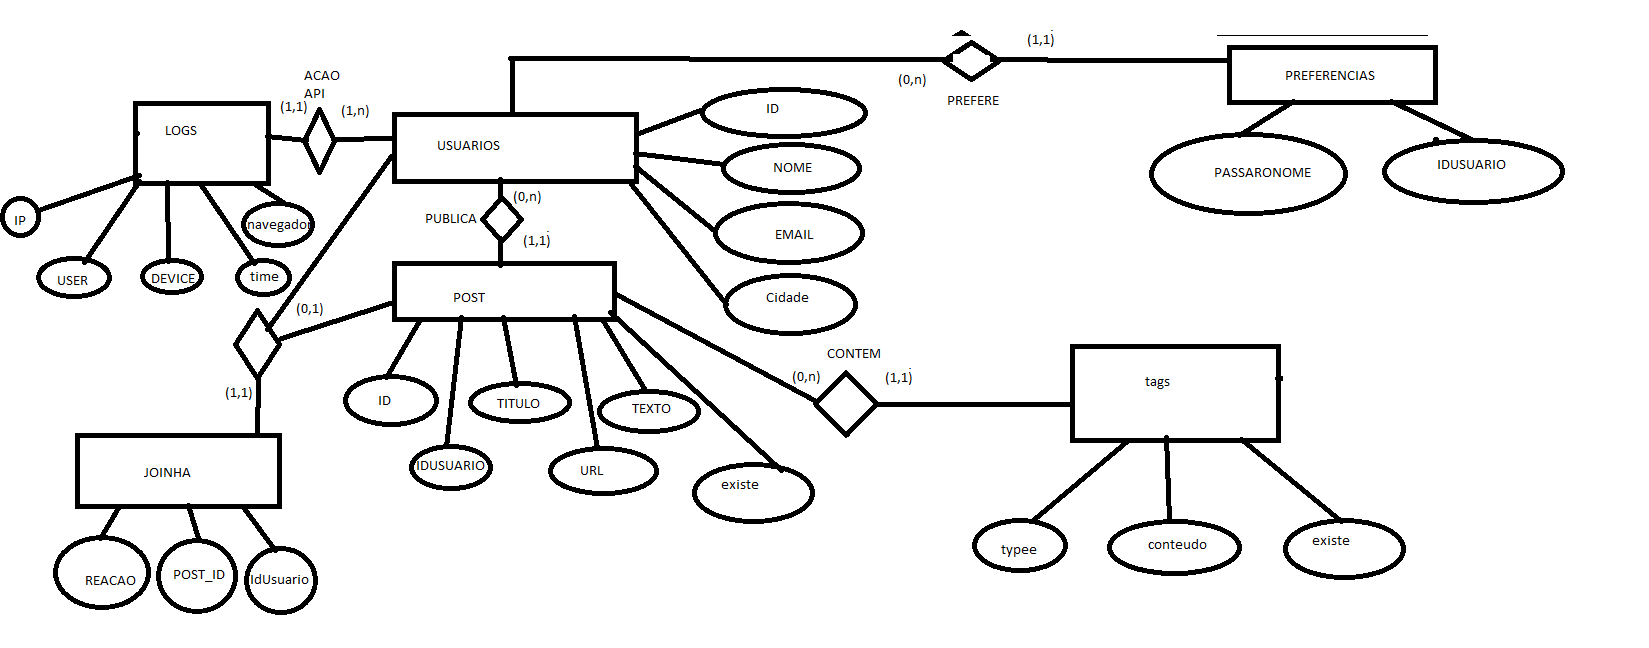 (1,1)
PREFERENCIAS
(0,n)
PREFERE
ACAO
API
(1,1)
(1,n)
LOGS
USUARIOS
ID
NOME
EMAIL
Cidade
PASSARONOME
IDUSUARIO
IP
USER
DEVICE
time
navegador
PUBLICA
(0,n)
(1,1)
POST
(0,1)
(1,1)
CONTEM
(0,n)
(1,1)
tags
ID
IDUSUARIO
TITULO
URL
TEXTO
existe
JOINHA
REACAO
POST_ID
IdUsuario
typee
conteudo
existe